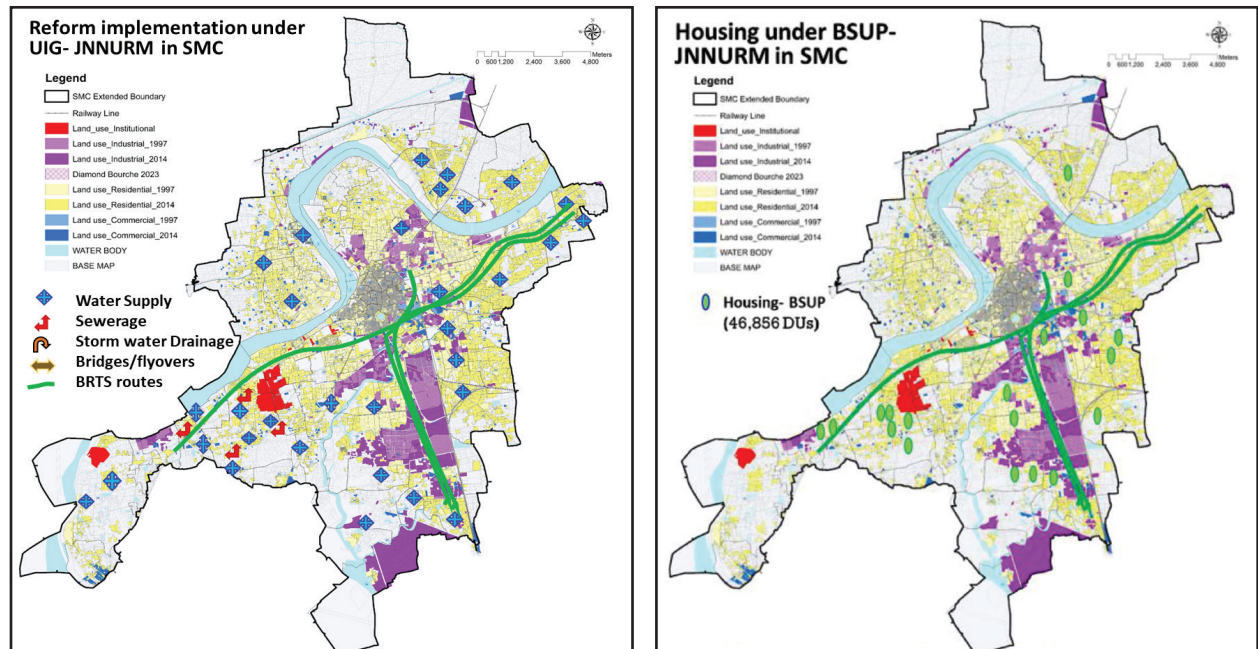 Reform implementation under
UIG- JNNURM in SMC
N
Meters
0 600 1,200 2,400 3,600 4,800
Legend
SMC Extended Boundary
Railway Line
Land_use_Institutional
Land use_Industrial_1997
Land use_Industrial_2014
Diamond Bourche 2023
Land use_Residential_1997
Land use_Residential_2014
Land use_Commercial_1997
Land use_Commercial_2014
WATER BODY
BASE MAP
Water Supply
Sewerage
Storm water Drainage
Bridges/flyovers
BRTS routes
Housing under BSUP-
JNNURM in SMC
N
Meters
0 600 1,200 2,400 3,600 4,800
Legend
SMC Extended Boundary
Railway Line
Land_use_Institutional
Land use_Industrial_1997
Land use_Industrial_2014
Diamond Bourche 2023
Land use_Residential_1997
Land use_Residential_2014
Land use_Commercial_1997
Land use_Commercial_2014
WATER BODY
BASE MAP
Housing- BSUP
(46,856 DUs)